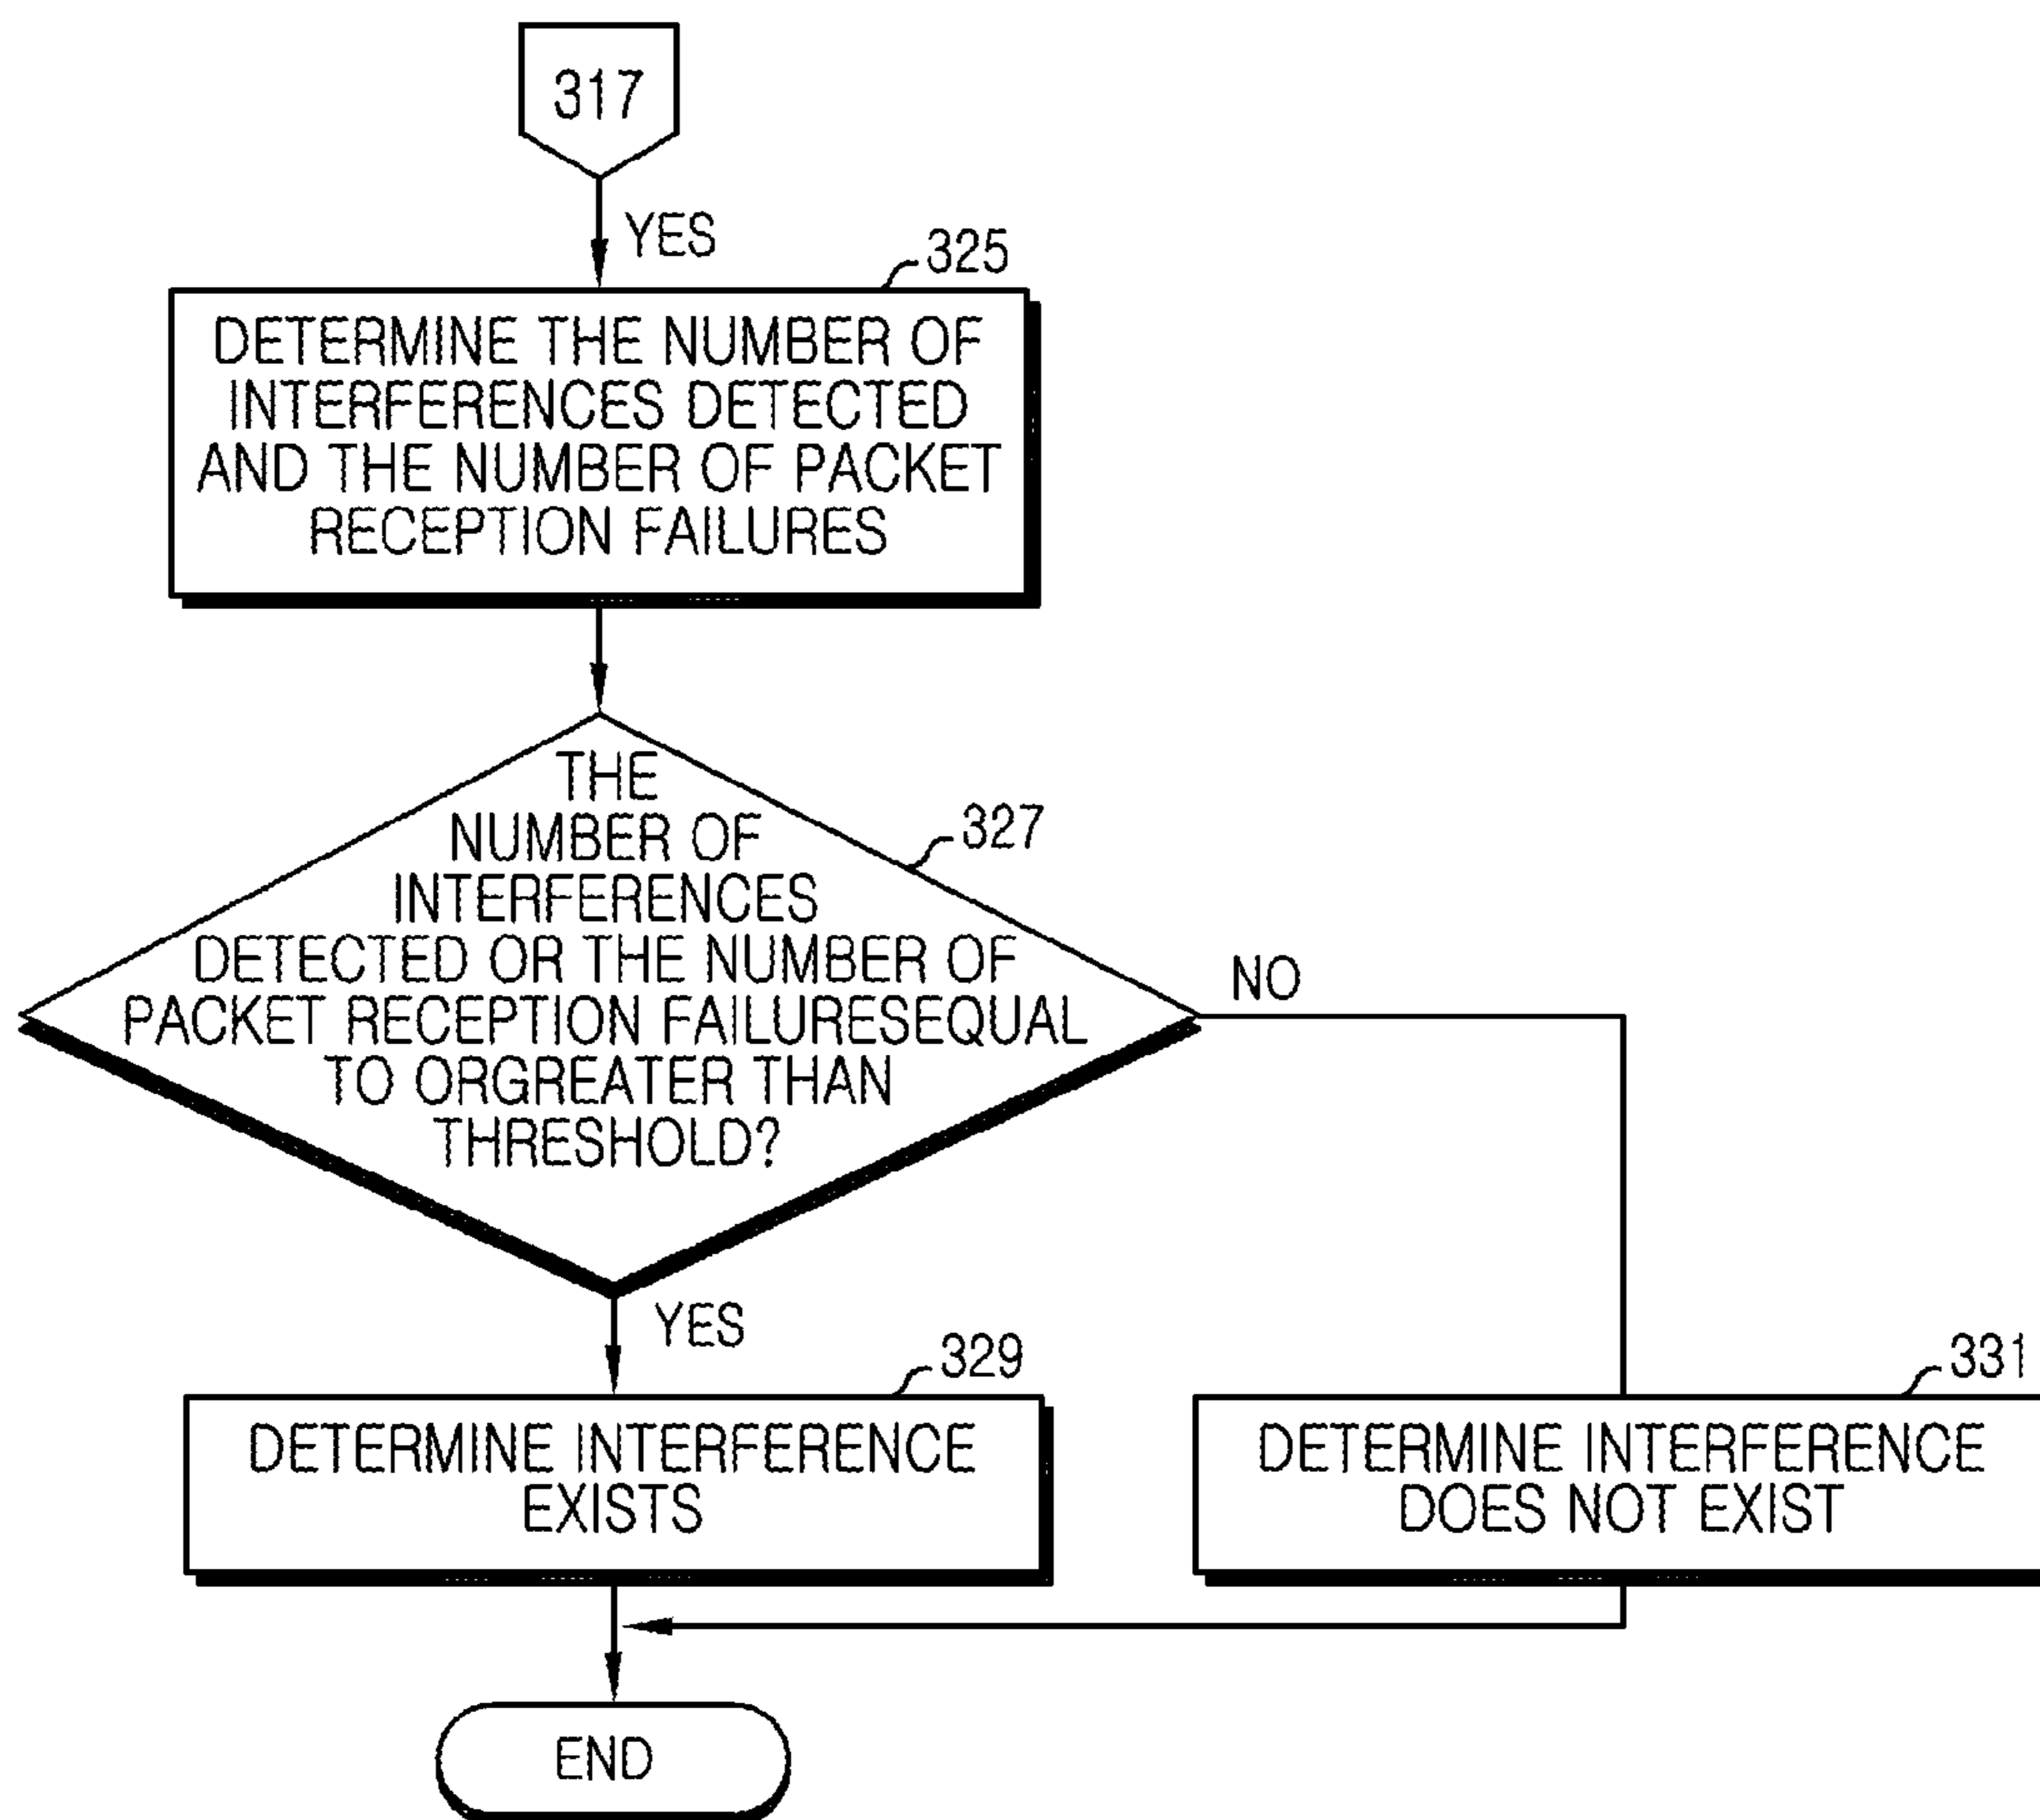 317
YES
325
DETERMINE THE NUMBER OF
INTERFERENCES DETECTED
AND THE NUMBER OF PACKET
RECEPTION FAILURES
THE
NUMBER OF
INTERFERENCES
DETECTED OR THE NUMBER OF
PACKET RECEPTION FAILURESEQUAL
TO ORGREATER THAN
THRESHOLD?
327
NO
YES
329
DETERMINE INTERFERENCE
EXISTS
331
DETERMINE INTERFERENCE
DOES NOT EXIST
END